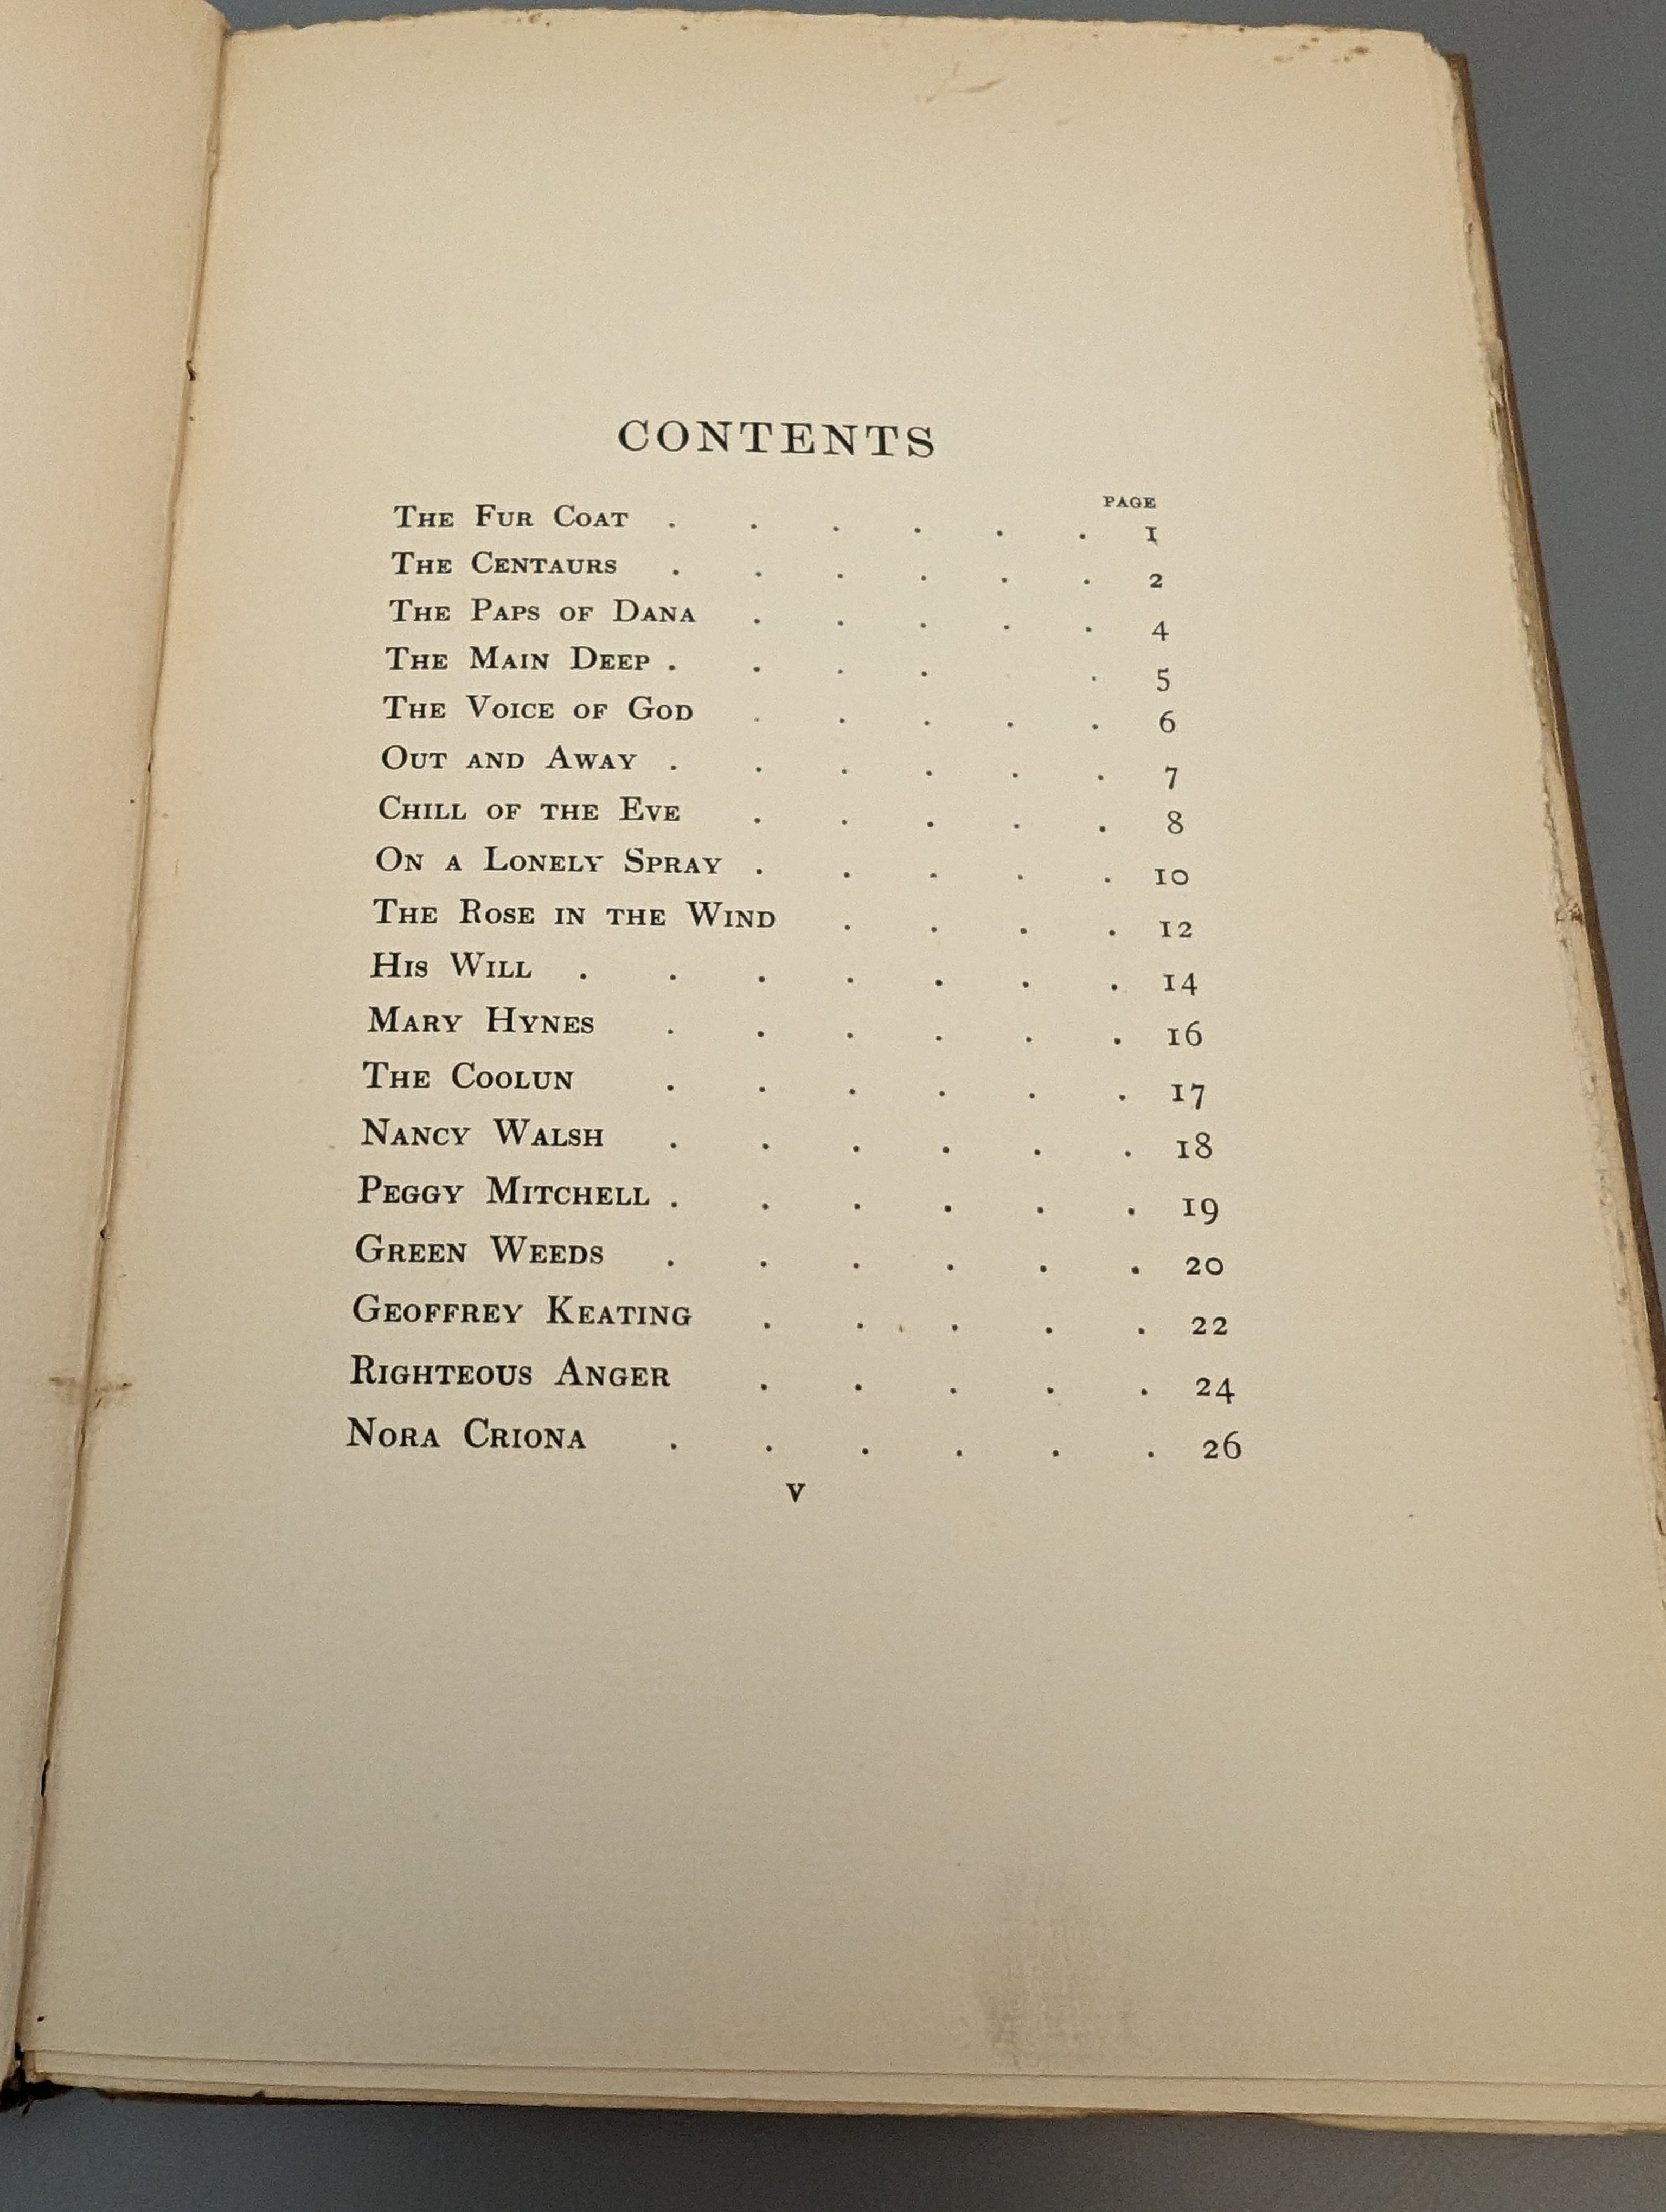 CONTENTS
PAGE
The Fur Coat . . . . . . 1
The Centaurs . . . . . . 2
The Paps of Dana . . . . . 4
The Main Deep . . . . . 5
The Voice of God . . . . . 6
Out and Away . . . . . . 7
Chill of the Eve . . . . . 8
On a Lonely Spray . . . . . 10
The Rose in the Wind . . . . 12
His Will . . . . . . . 14
Mary Hynes . . . . . . 16
The Coolun . . . . . . 17
Nancy Walsh . . . . . . 18
Peggy Mitchell . . . . . . 19
Green Weeds . . . . . . 20
Geoffrey Keating . . . . . 22
Righteous Anger . . . . . 24
Nora Criona . . . . . . 26
v